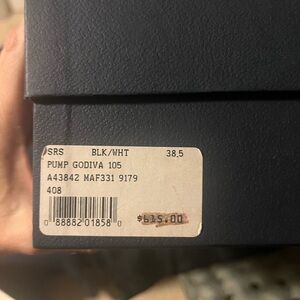 SRS BLK/WHT 38,5
PUMP GODIVA 105
A43842 MAF331 9179
408
0 88882 01858 0
$615.00